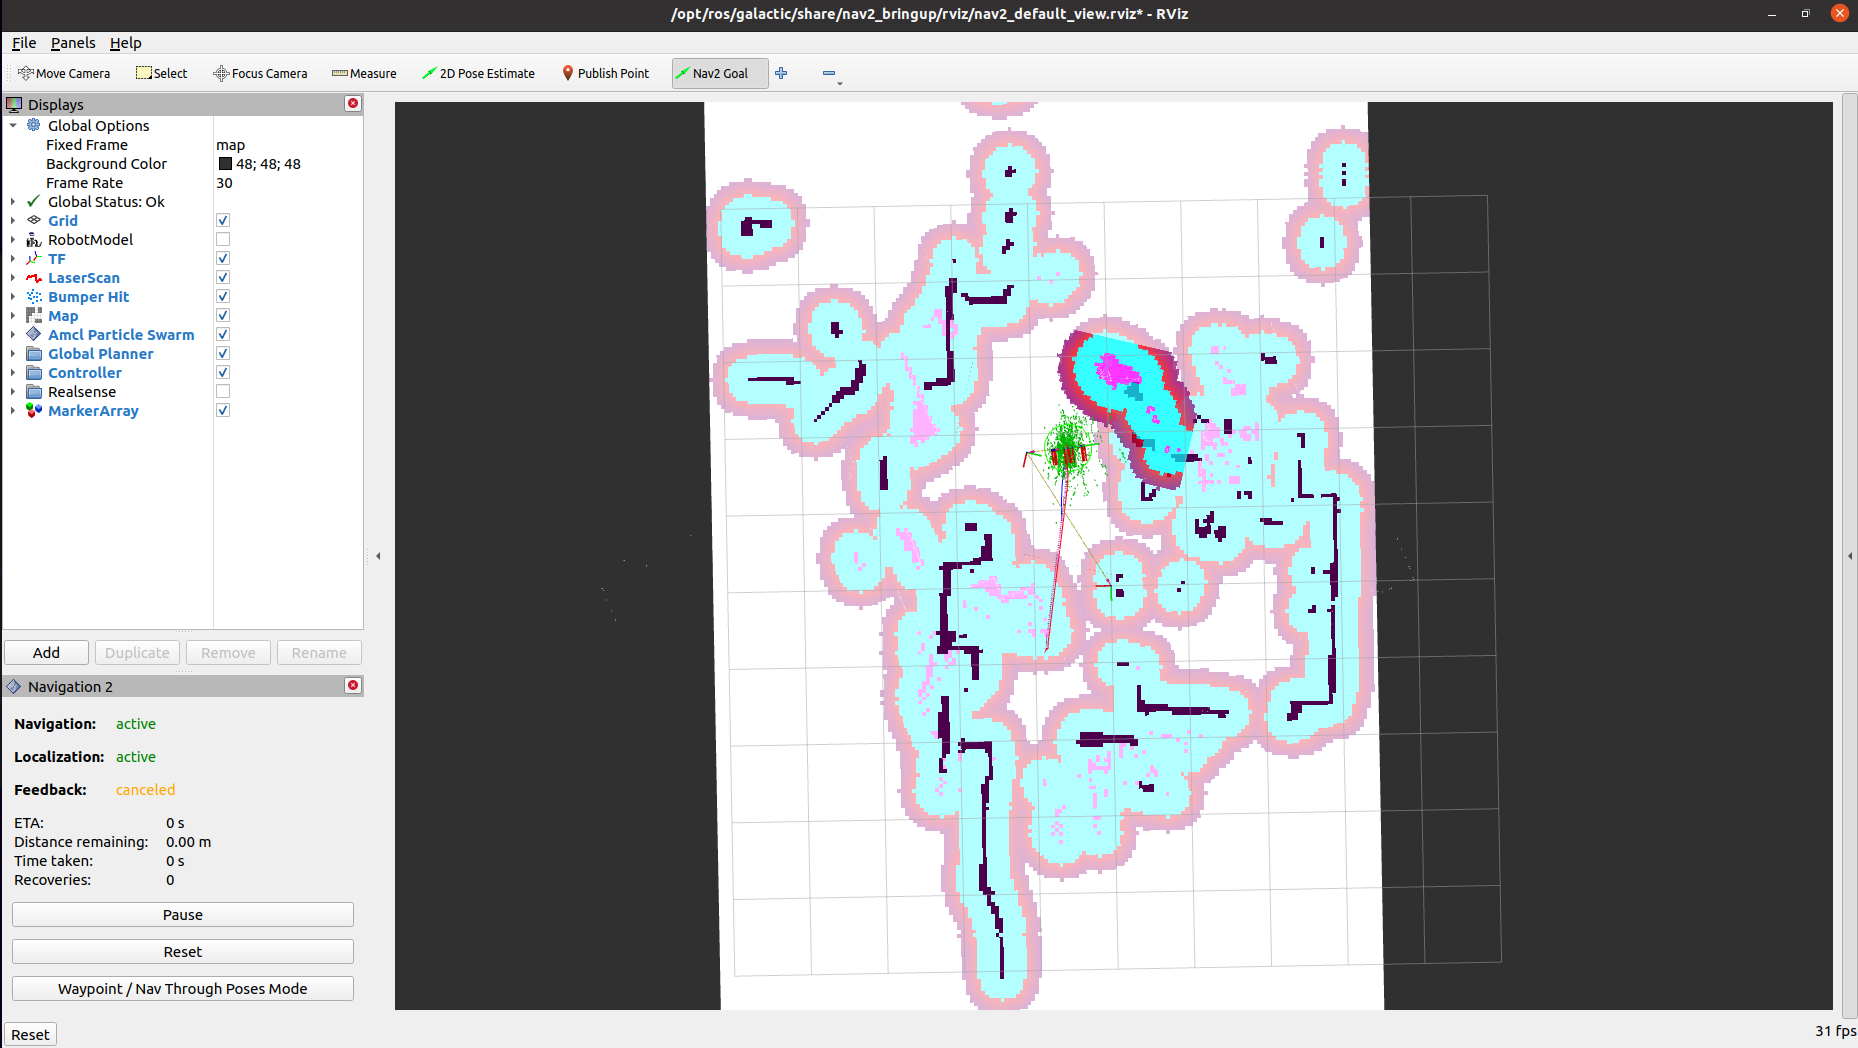 /opt/ros/galactic/share/nav2_bringup/rviz/nav2_default_view.rviz* - RViz
File Panels Help
Move Camera Select Focus Camera Measure 2D Pose Estimate Publish Point Nav2 Goal
Displays
Global Options
Fixed Frame map
Background Color 48; 48; 48
Frame Rate 30
Global Status: Ok
Grid
RobotModel
TF
LaserScan
Bumper Hit
Map
Amcl Particle Swarm
Global Planner
Controller
Realsense
MarkerArray
Add Duplicate Remove Rename
Navigation 2
Navigation: active
Localization: active
Feedback: canceled
ETA: 0 s
Distance remaining: 0.00 m
Time taken: 0 s
Recoveries: 0
Pause
Reset
Waypoint / Nav Through Poses Mode
Reset
31 fps